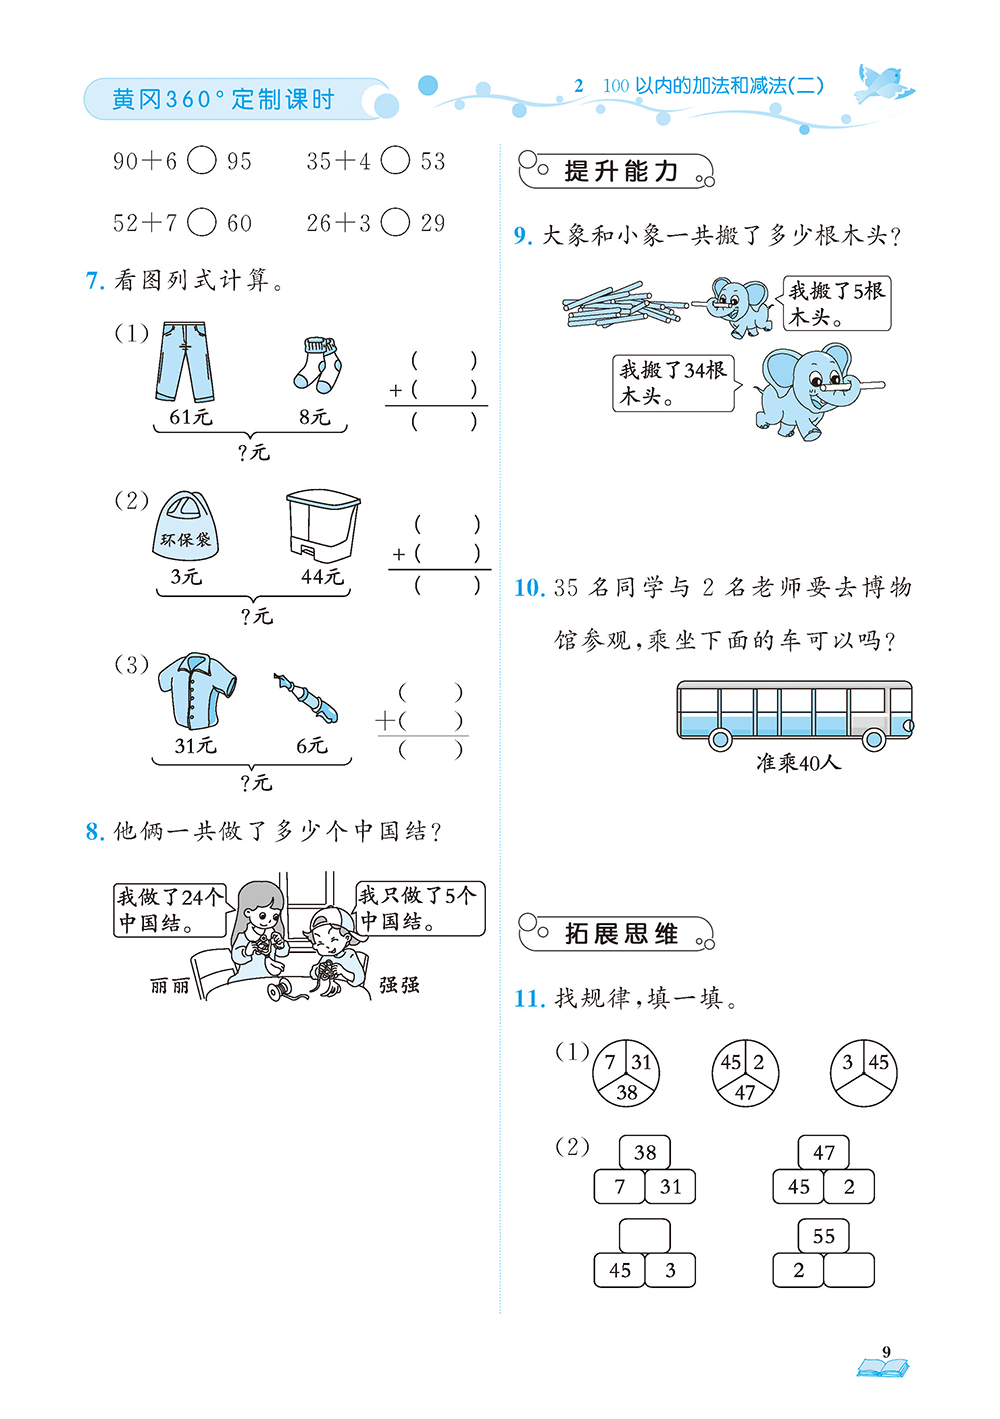 黄冈360°定制课时
2 100以内的加法和减法(二)
90+6○95 35+4○53
52+7○60 26+3○29
7. 看图列式计算。
(1)
61元 8元
?元
( )
+( )
( )
(2)
环保袋
3元 44元
?元
( )
+( )
( )
(3)
31元 6元
?元
( )
+( )
( )
8. 他俩一共做了多少个中国结?
我做了24个
中国结。
我只做了5个
中国结。
丽丽
强强
提升能力
9. 大象和小象一共搬了多少根木头?
我搬了5根
木头。
我搬了34根
木头。
10. 35名同学与2名老师要去博物
馆参观,乘坐下面的车可以吗?
准乘40人
拓展思维
11. 找规律,填一填。
(1)
7 31
38
45 2
47
3 45
(2)
38
7 31
47
45 2
45 3
55
2
9